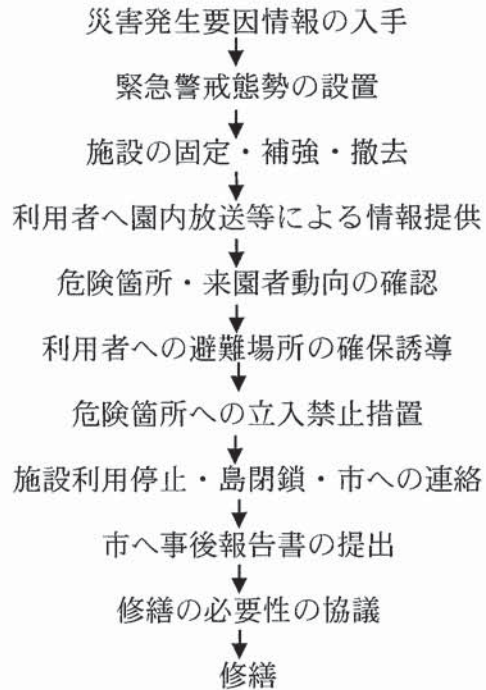 災害発生要因情報の入手
緊急警戒態勢の設置
施設の固定・補強・撤去
利用者へ園内放送等による情報提供
危険箇所・来園者動向の確認
利用者への避難場所の確保誘導
危険箇所への立入禁止措置
施設利用停止・島閉鎖・市への連絡
市へ事後報告書の提出
修繕の必要性の協議
修繕